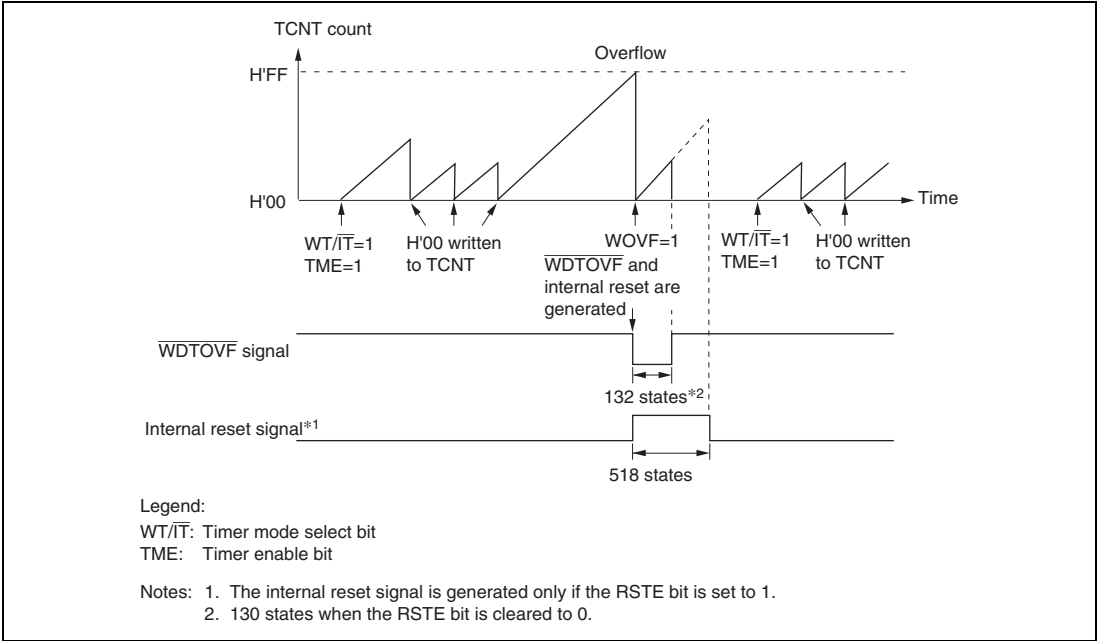 TCNT count
Overflow
H'FF
H'00
Time
WT/IT=1
TME=1
H'00 written
to TCNT
WOVF=1
WDTOVF and
internal reset are
generated
WT/IT=1
TME=1
H'00 written
to TCNT
WDTOVF signal
132 states*2
Internal reset signal*1
518 states
Legend:
WT/IT: Timer mode select bit
TME: Timer enable bit
Notes: 1. The internal reset signal is generated only if the RSTE bit is set to 1.
2. 130 states when the RSTE bit is cleared to 0.